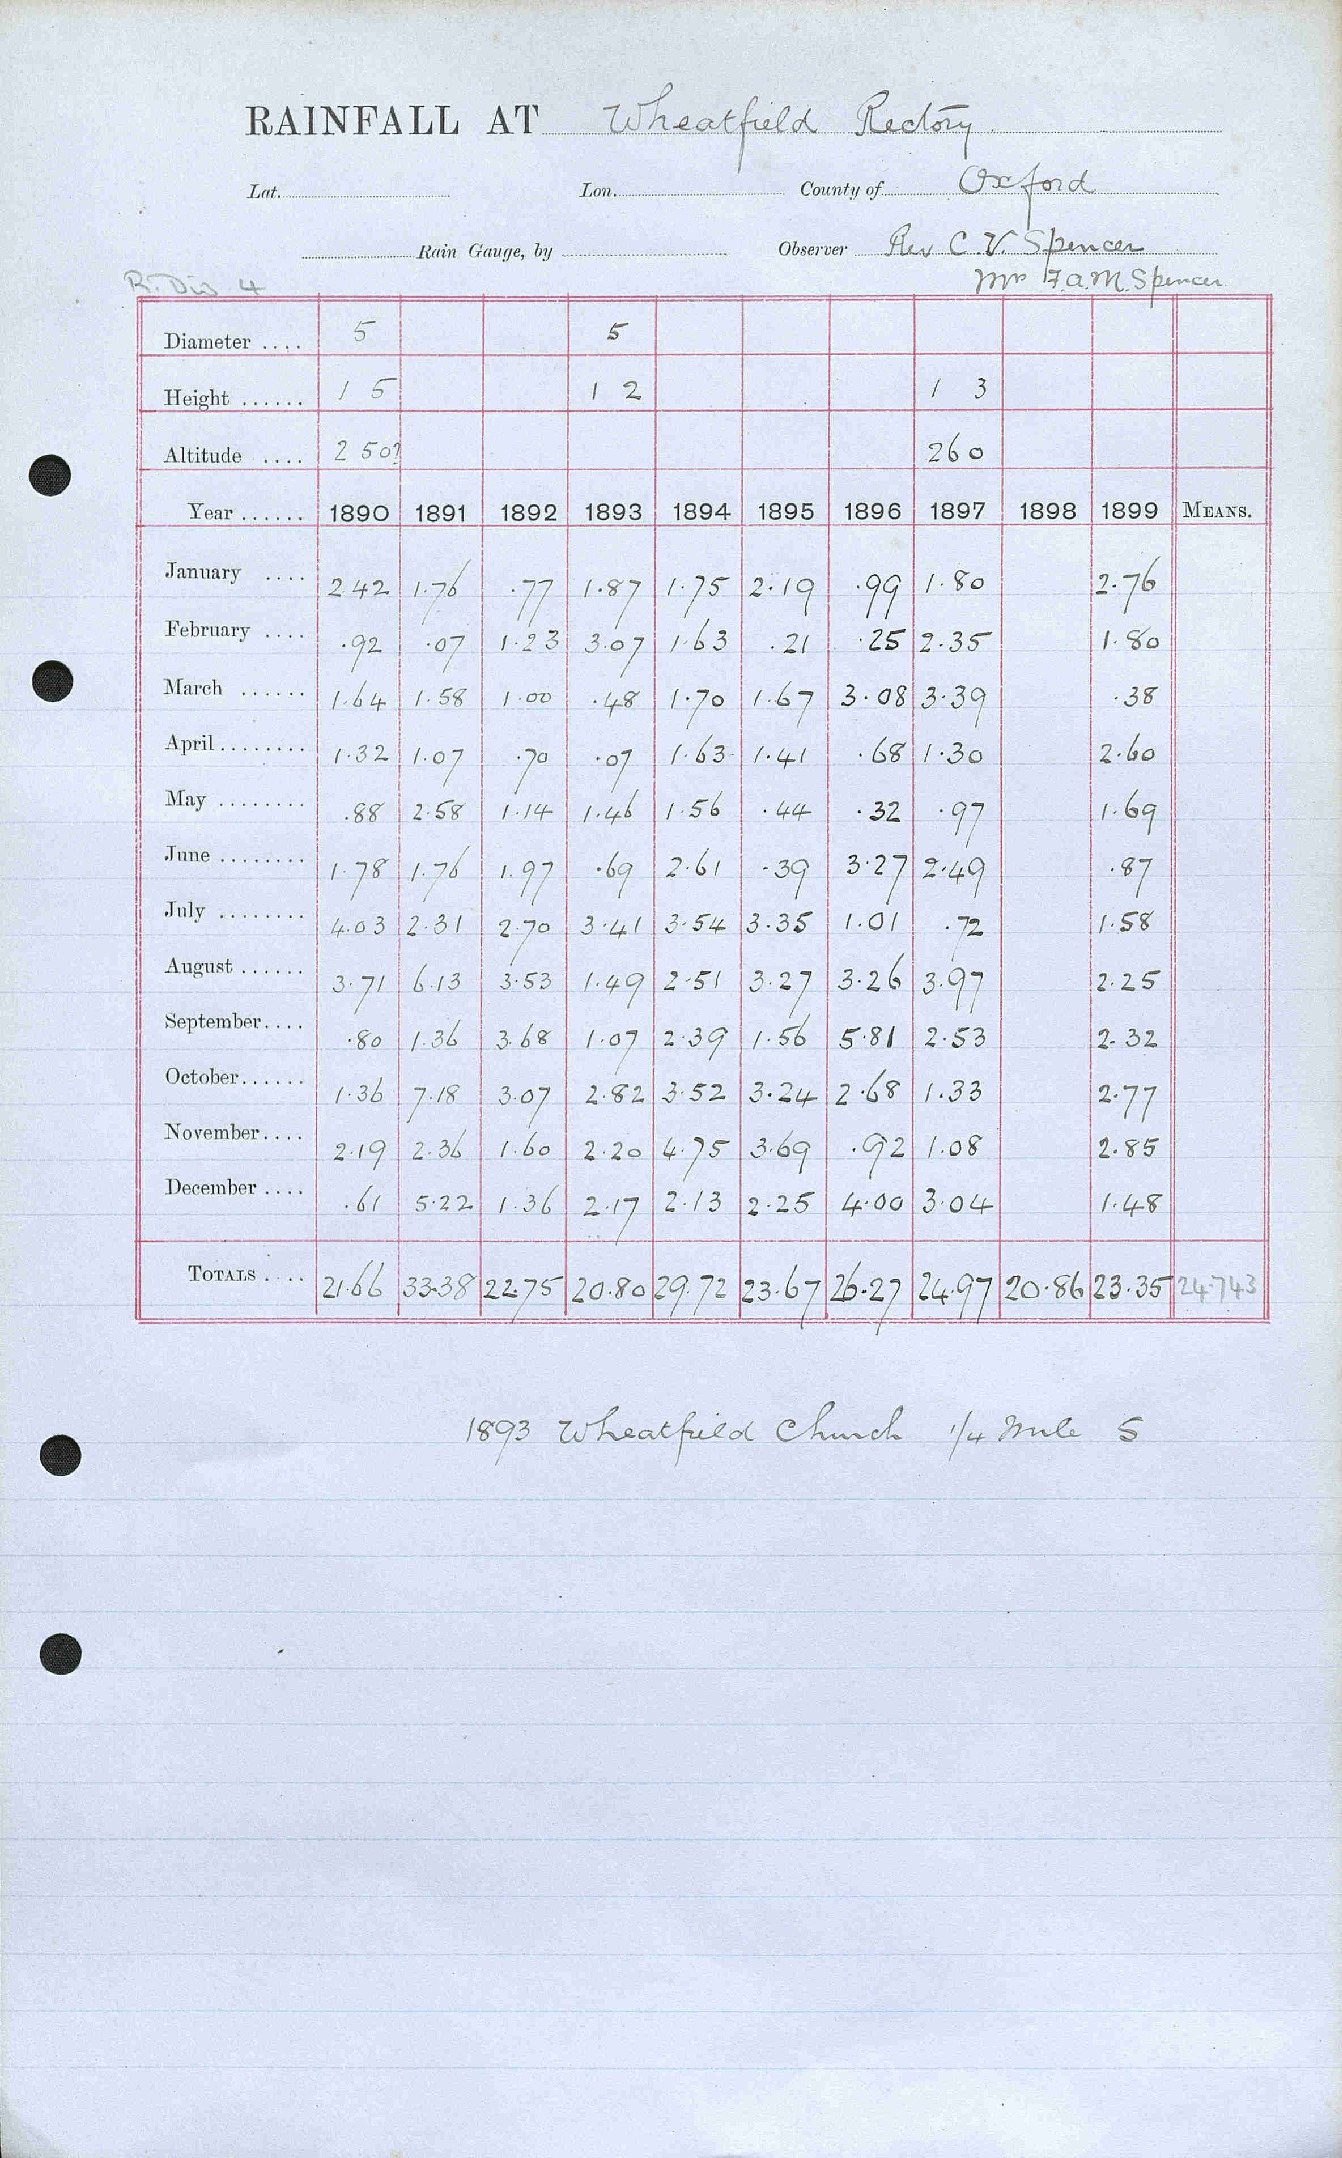 RAINFALL AT Wheatfield Rectory
Lat. Lon. County of Oxford
Rain Gauge, by Observer Rev C. V. Spencer
R. Div 4 Mrs F.A.M. Spencer
Diameter .... 5 5
Height ...... 1 5 1 2 1 3
Altitude .... 250? 260
Year ...... 1890 1891 1892 1893 1894 1895 1896 1897 1898 1899 MEANS.
January .... 2.42 1.76 .77 1.87 1.75 2.19 .99 1.80 2.76
February .... .92 .07 1.23 3.07 1.63 .21 .25 2.35 1.80
March ...... 1.64 1.58 1.00 .48 1.70 1.67 3.08 3.39 .38
April ........ 1.32 1.07 .70 .07 1.63 1.41 .68 1.30 2.60
May ........ .88 2.58 1.14 1.46 1.56 .44 .32 .97 1.69
June ........ 1.78 1.76 1.97 .69 2.61 .39 3.27 2.49 .87
July ........ 4.03 2.31 2.70 3.41 3.54 3.35 1.01 .72 1.58
August ...... 3.71 6.13 3.53 1.49 2.51 3.27 3.26 3.97 2.25
September.... .80 1.36 3.68 1.07 2.39 1.56 5.81 2.53 2.32
October...... 1.36 7.18 3.07 2.82 3.52 3.24 2.68 1.33 2.77
November.... 2.19 2.36 1.60 2.20 4.75 3.69 .92 1.08 2.85
December .... .61 5.22 1.36 2.17 2.13 2.25 4.00 3.04 1.48
TOTALS .... 21.66 33.38 22.75 20.80 29.72 23.67 26.27 24.97 20.86 23.35 24.743
1893 Wheatfield Church 1/4 Mile S